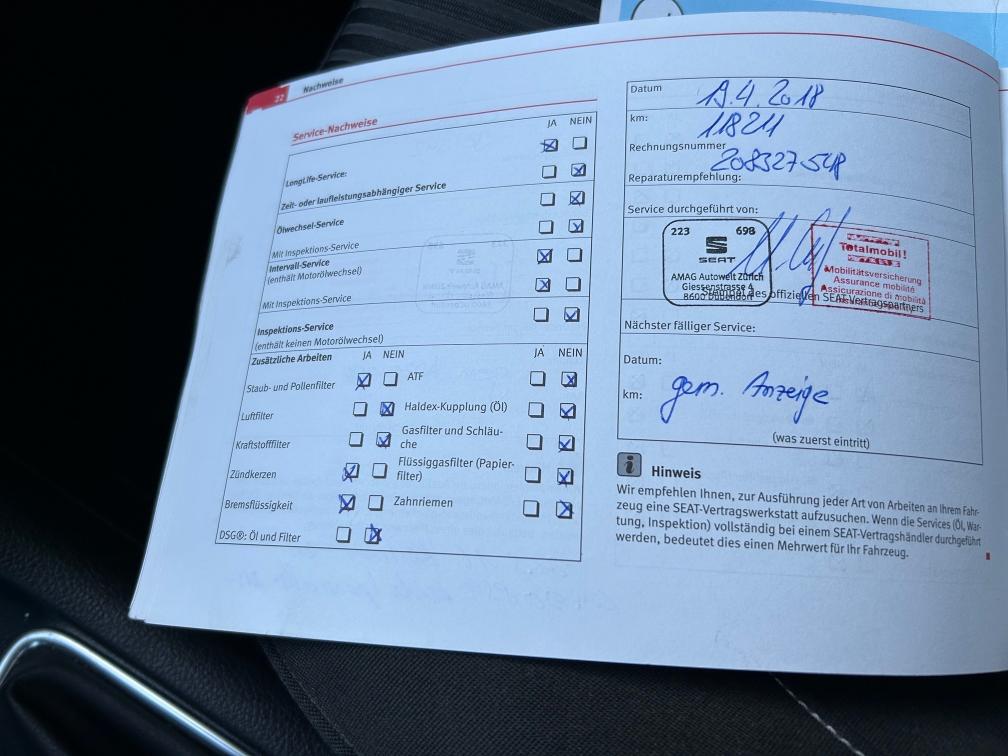 22 Nachweise
Service-Nachweise
JA NEIN
LongLife-Service:
Zeit- oder laufleistungsabhängiger Service
Ölwechsel-Service
Mit Inspektions-Service
Intervall-Service
(enthält Motorölwechsel)
Mit Inspektions-Service
Inspektions-Service
(enthält keinen Motorölwechsel)
Zusätzliche Arbeiten JA NEIN JA NEIN
Staub- und Pollenfilter ATF
Luftfilter Haldex-Kupplung (Öl)
Kraftstofffilter Gasfilter und Schläu-
che
Zündkerzen Flüssiggasfilter (Papier-
filter)
Bremsflüssigkeit Zahnriemen
DSG®: Öl und Filter
Datum 19.4.2018
km: 118211
Rechnungsnummer
Reparaturempfehlung:
Service durchgeführt von:
223 698
SEAT
AMAG Autowelt Zürich
Giessenstrasse 4
8600 Dübendorf
Totalmobil!
Mobilitätsversicherung
Assurance mobilité
Assicurazione di mobilità
Stempel des offiziellen SEAT-Vertragspartners
Nächster fälliger Service:
Datum:
km: gem. Anzeige
(was zuerst eintritt)
Hinweis
Wir empfehlen Ihnen, zur Ausführung jeder Art von Arbeiten an Ihrem Fahr-
zeug eine SEAT-Vertragswerkstatt aufzusuchen. Wenn die Services (Öl, War-
tung, Inspektion) vollständig bei einem SEAT-Vertragshändler durchgeführt
werden, bedeutet dies einen Mehrwert für Ihr Fahrzeug.